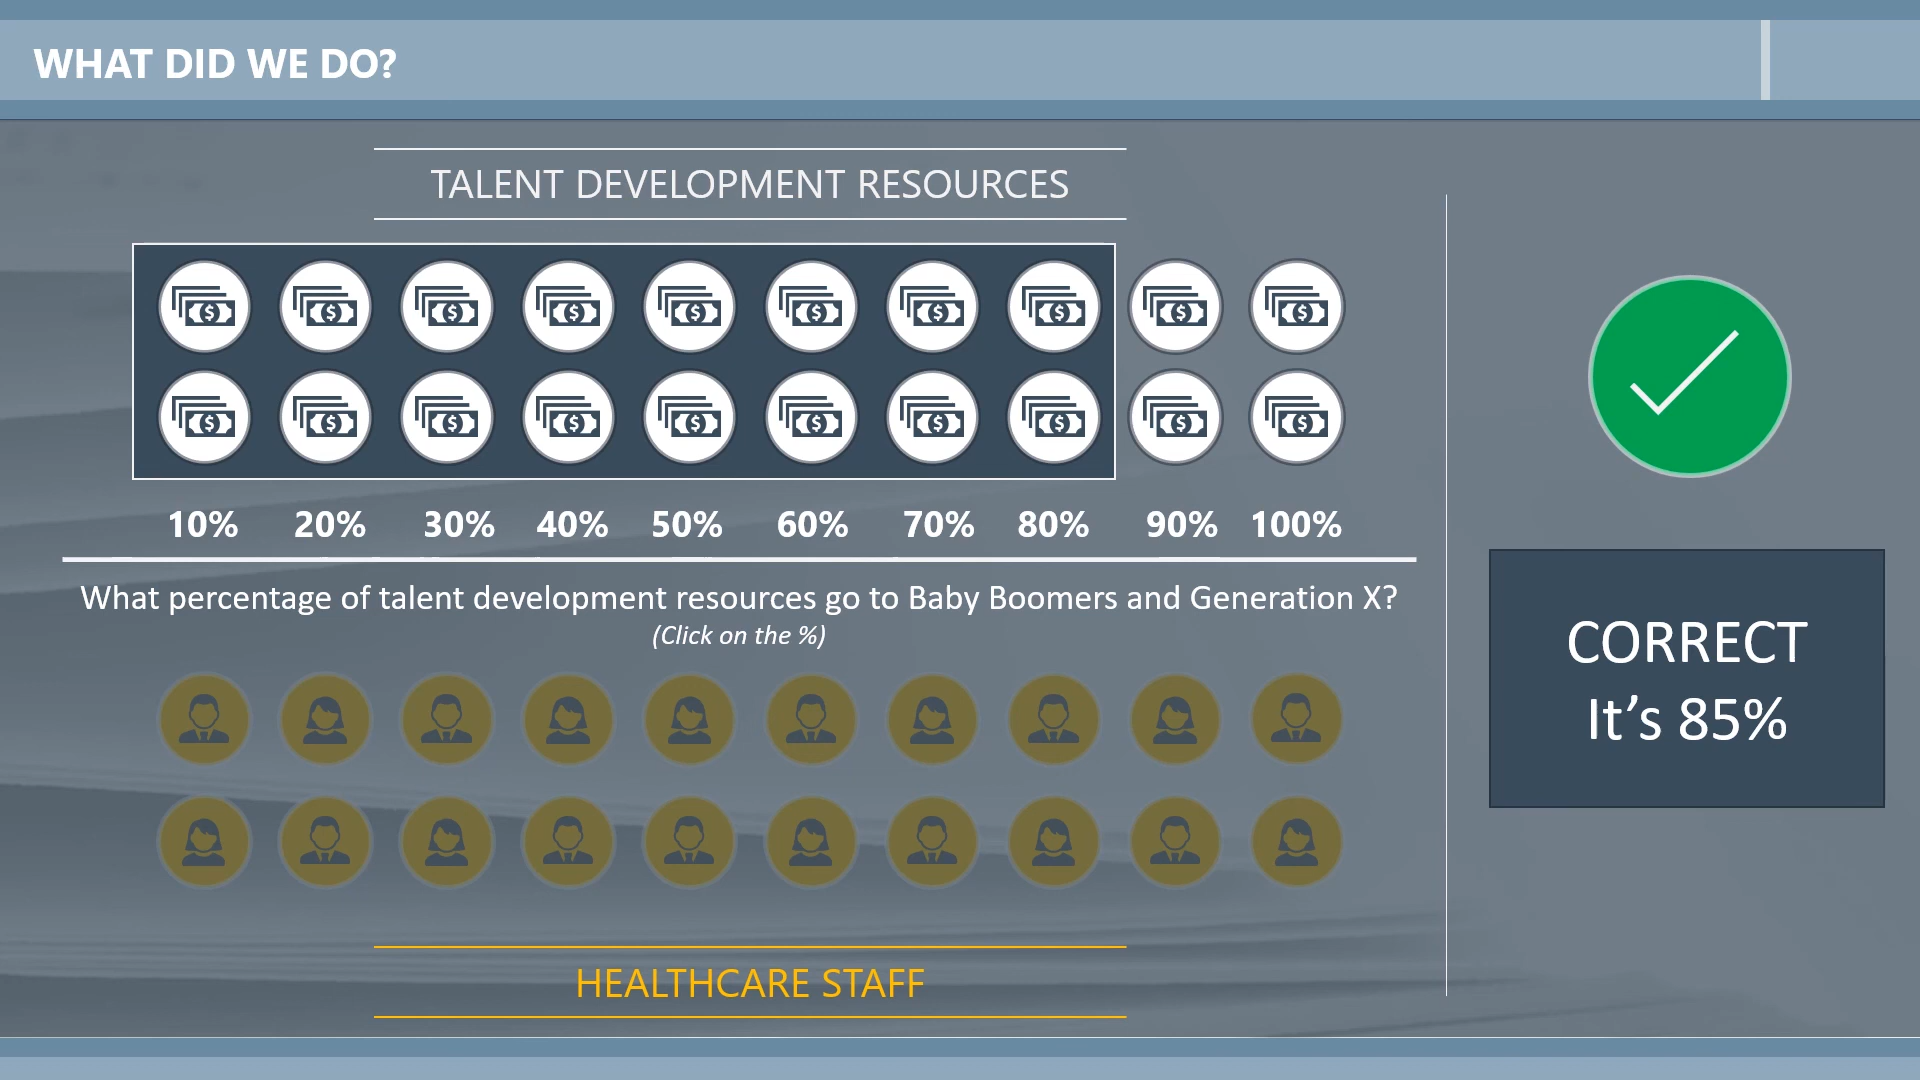 WHAT DID WE DO?
TALENT DEVELOPMENT RESOURCES
10% 20% 30% 40% 50% 60% 70% 80% 90% 100%
What percentage of talent development resources go to Baby Boomers and Generation X?
(Click on the %)
CORRECT
It’s 85%
HEALTHCARE STAFF